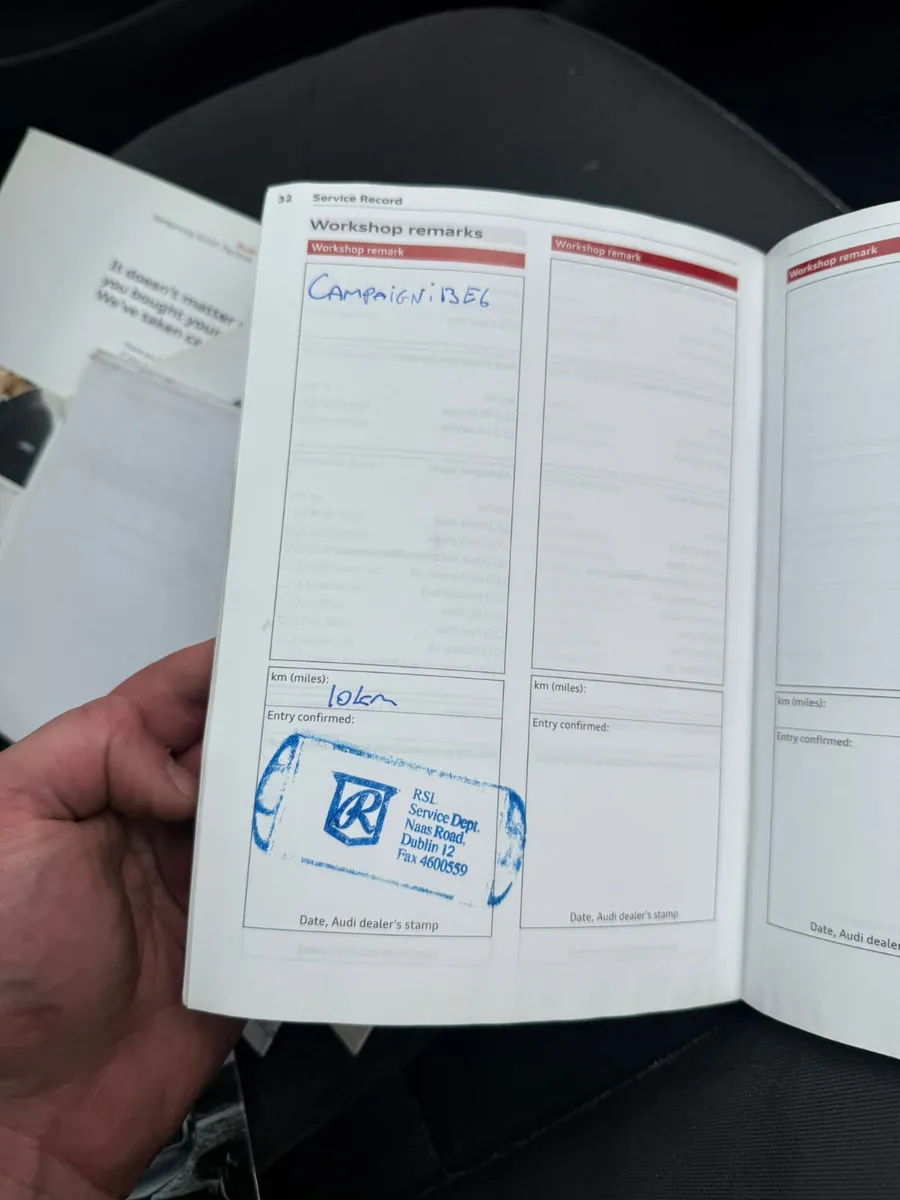 32 Service Record
Workshop remarks
Workshop remark
CAMPAIGN:13E6
km (miles):
10km
Entry confirmed:
R
RSL
Service Dept.
Naas Road,
Dublin 12
Fax 4600559
Date, Audi dealer's stamp
Workshop remark
km (miles):
Entry confirmed:
Date, Audi dealer's stamp
Workshop remark
km (miles):
Entry confirmed:
Date, Audi dealer
It doesn't matter
you bought your
We've taken